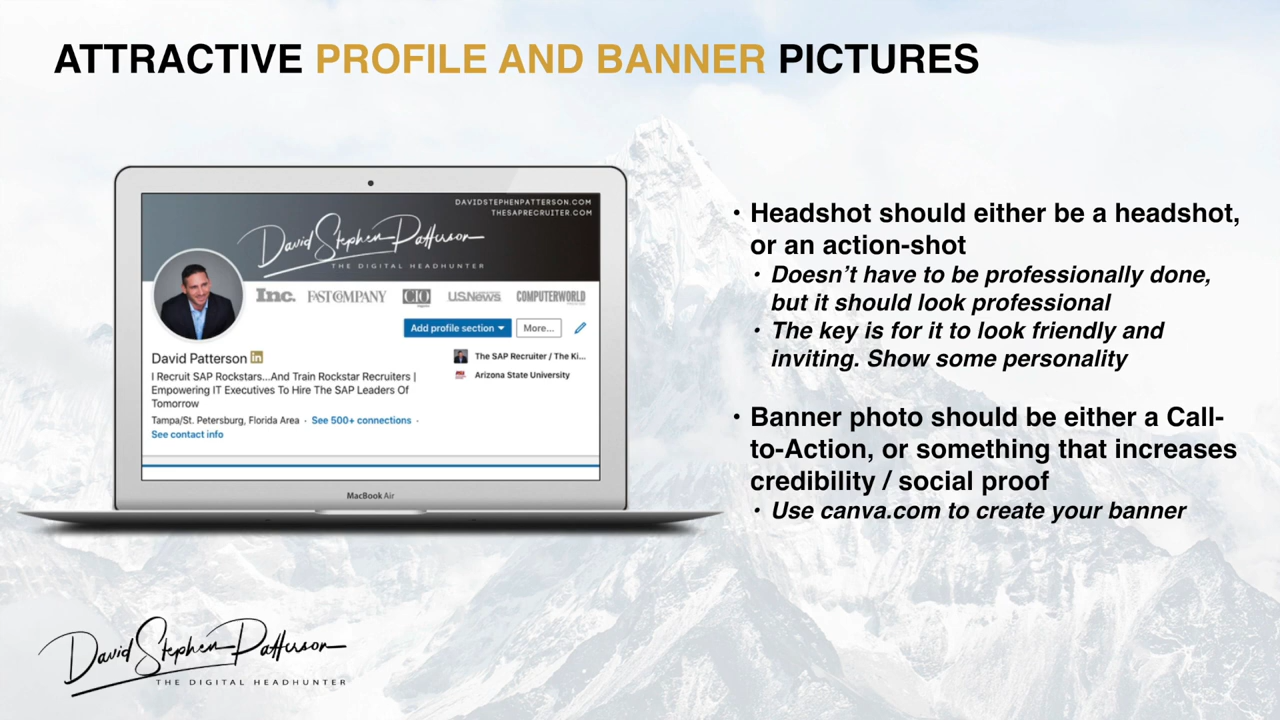 ATTRACTIVE PROFILE AND BANNER PICTURES
DAVIDSTEPHENPATTERSON.COM
THESAPRECRUITER.COM
David Stephen Patterson
THE DIGITAL HEADHUNTER
Inc. FAST COMPANY CIO U.S.News COMPUTERWORLD
Add profile section More...
David Patterson in
The SAP Recruiter / The Ki...
Arizona State University
I Recruit SAP Rockstars...And Train Rockstar Recruiters |
Empowering IT Executives To Hire The SAP Leaders Of
Tomorrow
Tampa/St. Petersburg, Florida Area · See 500+ connections ·
See contact info
MacBook Air
• Headshot should either be a headshot,
or an action-shot
• Doesn’t have to be professionally done,
but it should look professional
• The key is for it to look friendly and
inviting. Show some personality
• Banner photo should be either a Call-
to-Action, or something that increases
credibility / social proof
• Use canva.com to create your banner
David Stephen Patterson
THE DIGITAL HEADHUNTER